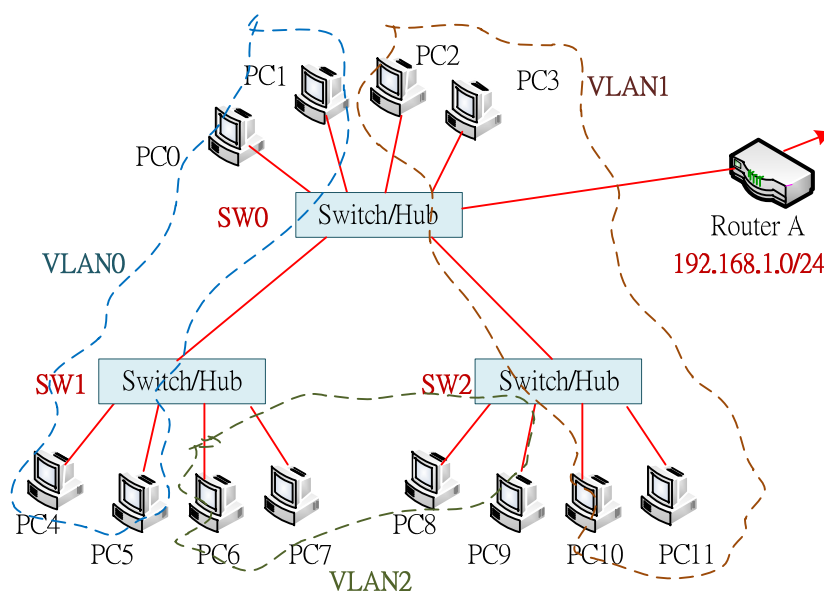 PC2
PC1
PC3
VLAN1
PC0
SW0
Switch/Hub
Router A
VLAN0
192.168.1.0/24
SW1
Switch/Hub
SW2
Switch/Hub
PC4
PC8
PC5
PC6
PC7
PC9
PC10
PC11
VLAN2